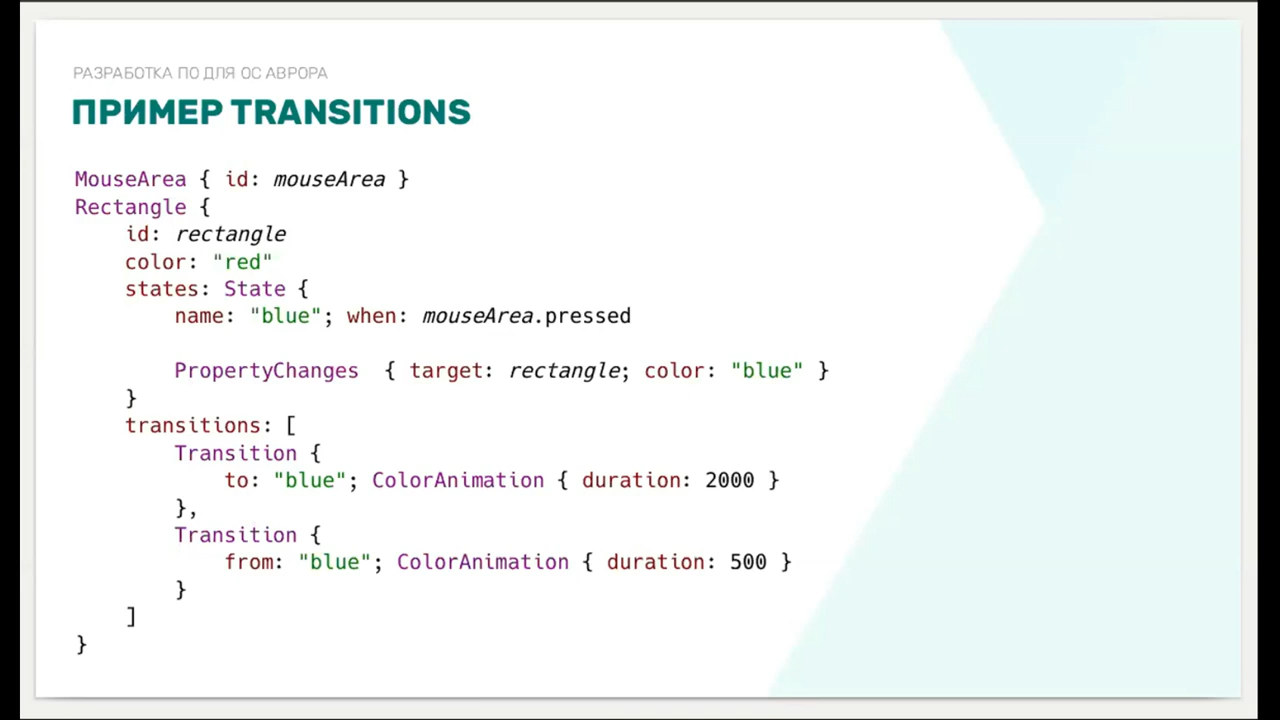 РАЗРАБОТКА ПО ДЛЯ ОС АВРОРА
ПРИМЕР TRANSITIONS
MouseArea { id: mouseArea }
Rectangle {
    id: rectangle
    color: "red"
    states: State {
        name: "blue"; when: mouseArea.pressed
        PropertyChanges  { target: rectangle; color: "blue" }
    }
    transitions: [
        Transition {
            to: "blue"; ColorAnimation { duration: 2000 }
        },
        Transition {
            from: "blue"; ColorAnimation { duration: 500 }
        }
    ]
}